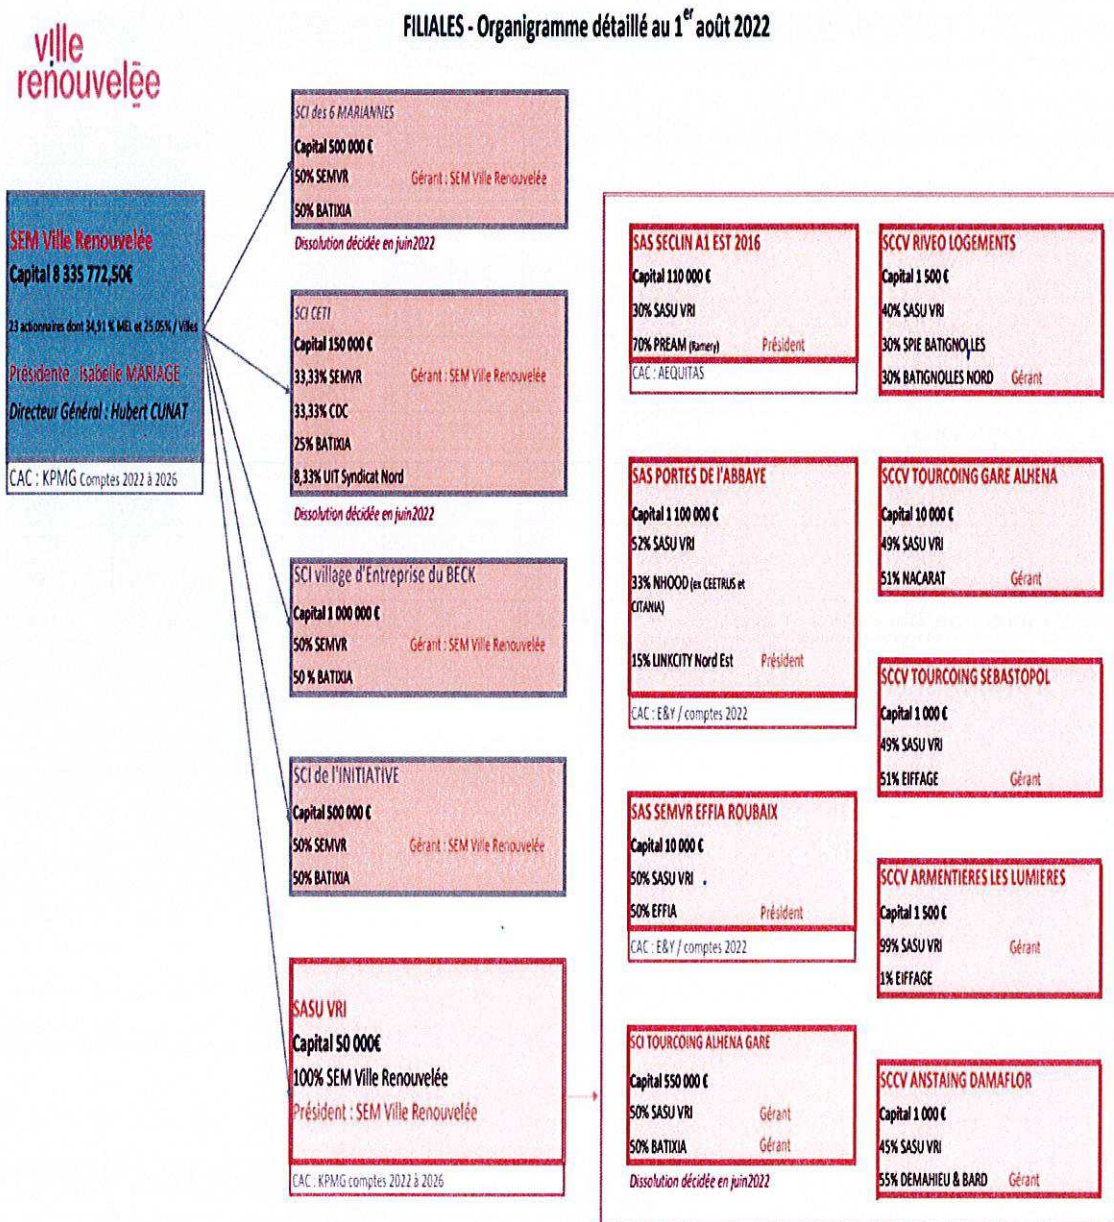 FILIALES - Organigramme détaillé au 1er août 2022
ville
renouvelée
SEM Ville Renouvelée
Capital 8 335 772,50€
23 actionnaires dont 34,91 % MEL et 25,05% / Villes
Présidente : Isabelle MARIAGE
Directeur Général : Hubert CUNAT
CAC : KPMG Comptes 2022 à 2026
SCI des 6 MARIANNES
Capital 500 000 €
50% SEMVR Gérant : SEM Ville Renouvelée
50% BATIXIA
Dissolution décidée en juin2022
SCI CETI
Capital 150 000 €
33,33% SEMVR Gérant : SEM Ville Renouvelée
33,33% CDC
25% BATIXIA
8,33% UIT Syndicat Nord
Dissolution décidée en juin2022
SCI village d'Entreprise du BECK
Capital 1 000 000 €
50% SEMVR Gérant : SEM Ville Renouvelée
50 % BATIXIA
SCI de l'INITIATIVE
Capital 500 000 €
50% SEMVR Gérant : SEM Ville Renouvelée
50% BATIXIA
SASU VRI
Capital 50 000€
100% SEM Ville Renouvelée
Président : SEM Ville Renouvelée
CAC : KPMG comptes 2022 à 2026
SAS SECLIN A1 EST 2016
Capital 110 000 €
30% SASU VRI
70% PREAM (Ramery) Président
CAC : AEQUITAS
SAS PORTES DE l'ABBAYE
Capital 1 100 000 €
52% SASU VRI
33% NHOOD (ex CEETRUS et
CITANIA)
15% LINKCITY Nord Est Président
CAC : E&Y / comptes 2022
SAS SEMVR EFFIA ROUBAIX
Capital 10 000 €
50% SASU VRI
50% EFFIA Président
CAC : E&Y / comptes 2022
SCI TOURCOING ALHENA GARE
Capital 550 000 €
50% SASU VRI Gérant
50% BATIXIA Gérant
Dissolution décidée en juin2022
SCCV RIVEO LOGEMENTS
Capital 1 500 €
40% SASU VRI
30% SPIE BATIGNOLLES
30% BATIGNOLLES NORD Gérant
SCCV TOURCOING GARE ALHENA
Capital 10 000 €
49% SASU VRI
51% NACARAT Gérant
SCCV TOURCOING SEBASTOPOL
Capital 1 000 €
49% SASU VRI
51% EIFFAGE Gérant
SCCV ARMENTIERES LES LUMIERES
Capital 1 500 €
99% SASU VRI Gérant
1% EIFFAGE
SCCV ANSTAING DAMAFLOR
Capital 1 000 €
45% SASU VRI
55% DEMAHIEU & BARD Gérant